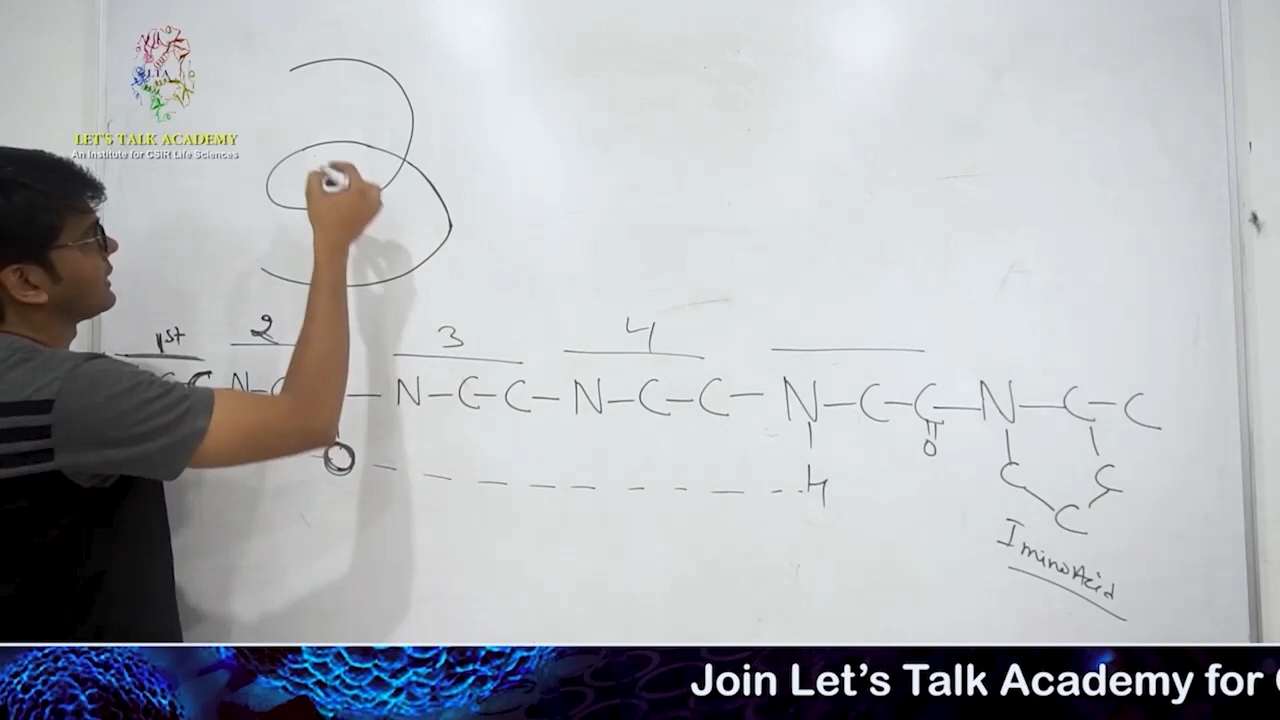 LTA
LET'S TALK ACADEMY
An Institute for CSIR Life Sciences
1st 2 3 4
N-C — N-C-C-N-C-C-N-C-C-N-C-C
O H O C C
C
Imino Acid
Join Let's Talk Academy for